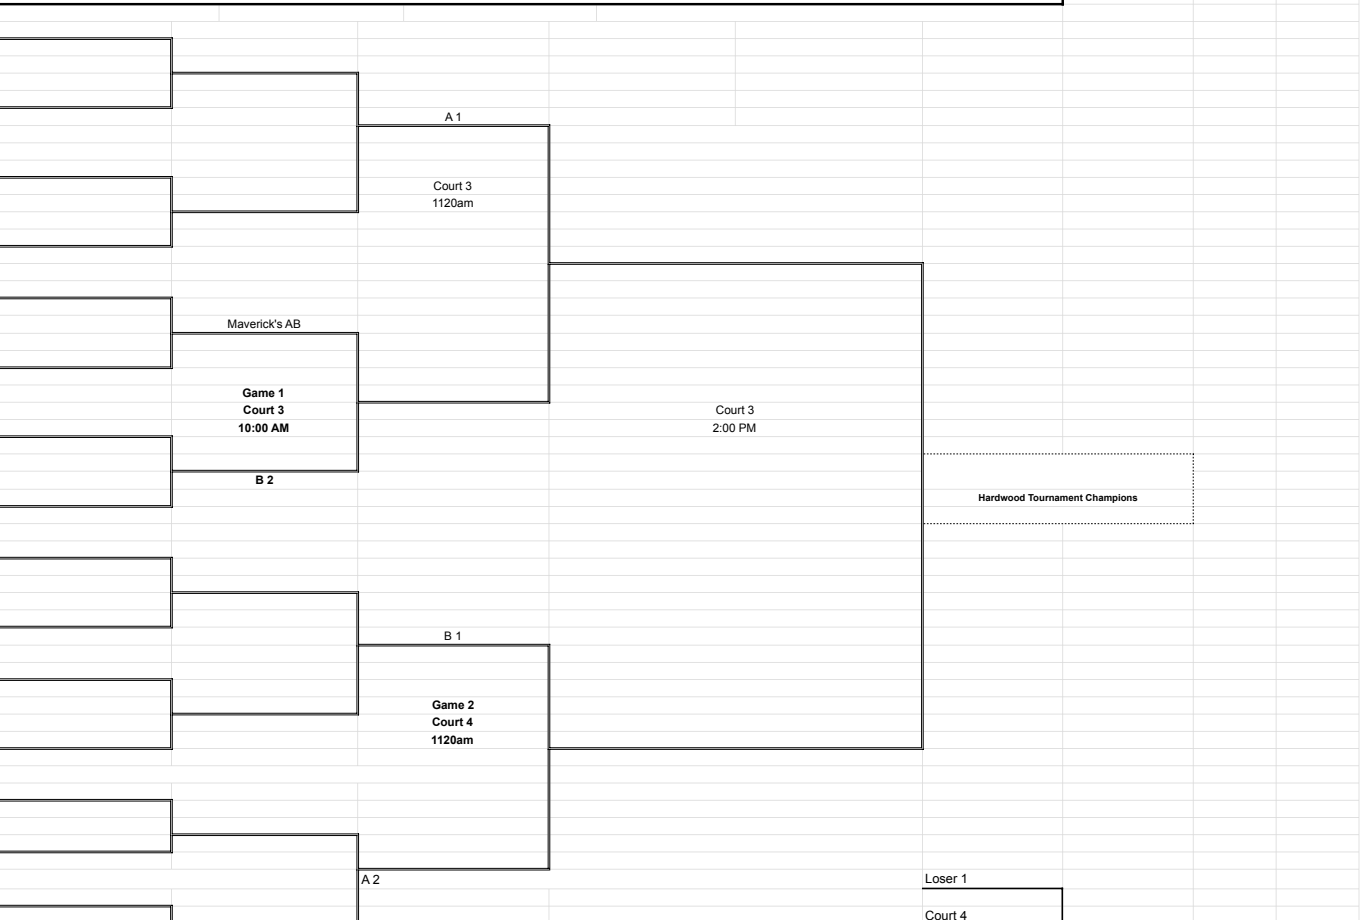 A 1
Court 3
1120am
Maverick's AB
Game 1
Court 3
10:00 AM
B 2
Court 3
2:00 PM
Hardwood Tournament Champions
B 1
Game 2
Court 4
1120am
A 2
Loser 1
Court 4